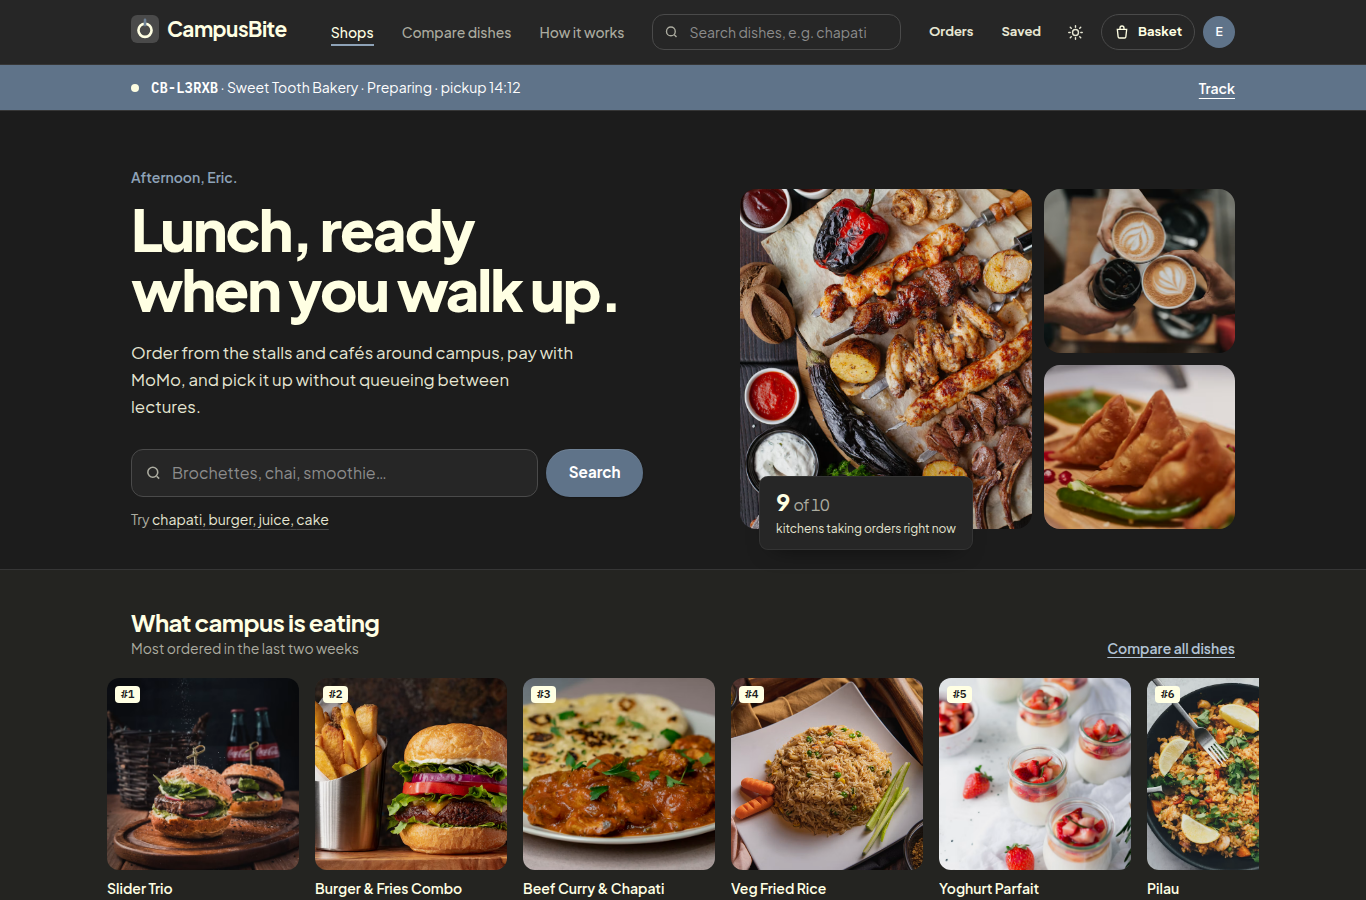 CampusBite
Shops
Compare dishes
How it works
Search dishes, e.g. chapati
Orders
Saved
Basket
E
CB-L3RXB · Sweet Tooth Bakery · Preparing · pickup 14:12
Track
Afternoon, Eric.
Lunch, ready
when you walk up.
Order from the stalls and cafés around campus, pay with
MoMo, and pick it up without queueing between
lectures.
Brochettes, chai, smoothie...
Search
Try chapati, burger, juice, cake
9 of 10
kitchens taking orders right now
What campus is eating
Most ordered in the last two weeks
Compare all dishes
#1
#2
#3
#4
#5
#6
Slider Trio
Burger & Fries Combo
Beef Curry & Chapati
Veg Fried Rice
Yoghurt Parfait
Pilau